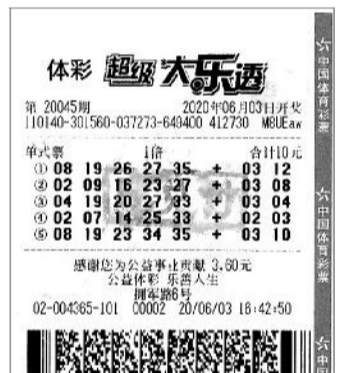 体彩 超级大乐透
第 20045期 2020年06月03日开奖
110140-301560-037273-649400 412730 M8UEaw
单式票 1倍 合计10元
① 08 19 26 27 35 + 03 12
② 02 09 16 23 27 + 03 08
③ 04 19 20 27 33 + 03 04
④ 02 07 14 25 33 + 02 03
⑤ 08 19 23 34 35 + 03 10
感谢您为公益事业贡献 3.60元
公益体彩 乐善人生
拥军路6号
02-004365-101 00002 20/06/03 16:42:50
中国体育彩票
中国体育彩票
中国